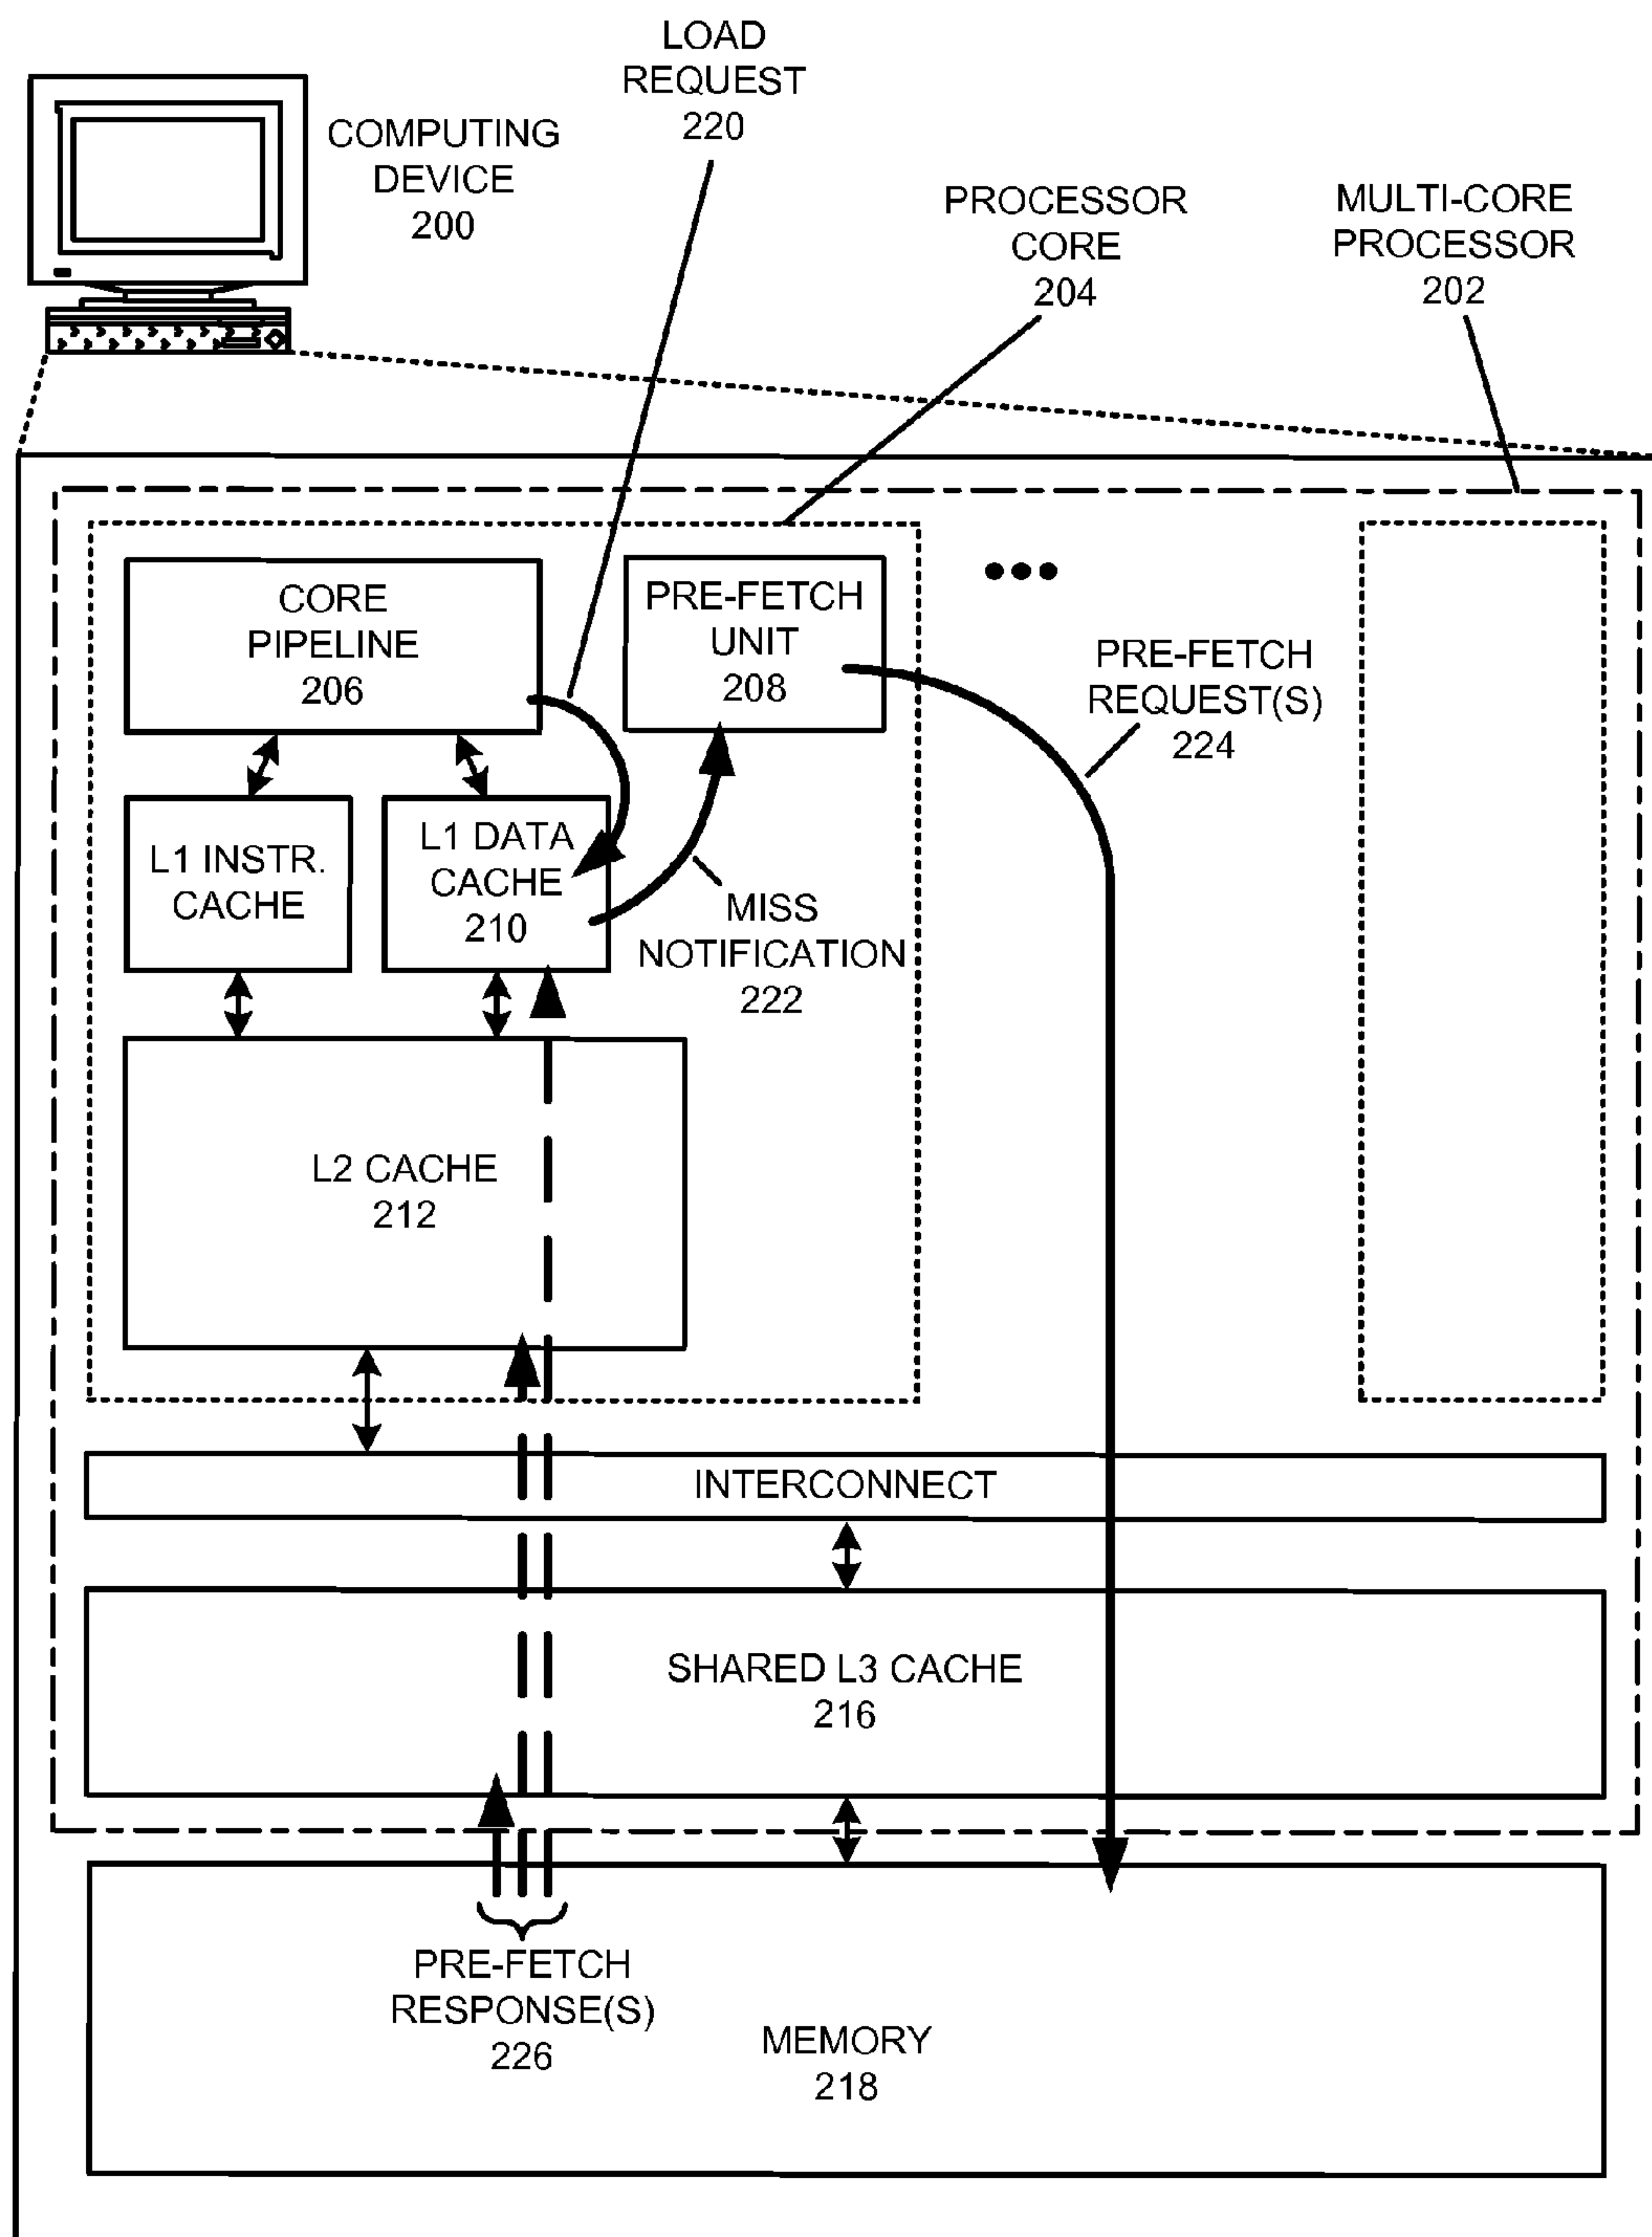 LOAD
REQUEST
220
COMPUTING
DEVICE
200
PROCESSOR
CORE
204
MULTI-CORE
PROCESSOR
202
CORE
PIPELINE
206
PRE-FETCH
UNIT
208
PRE-FETCH
REQUEST(S)
224
L1 INSTR.
CACHE
L1 DATA
CACHE
210
MISS
NOTIFICATION
222
L2 CACHE
212
INTERCONNECT
SHARED L3 CACHE
216
PRE-FETCH
RESPONSE(S)
226
MEMORY
218